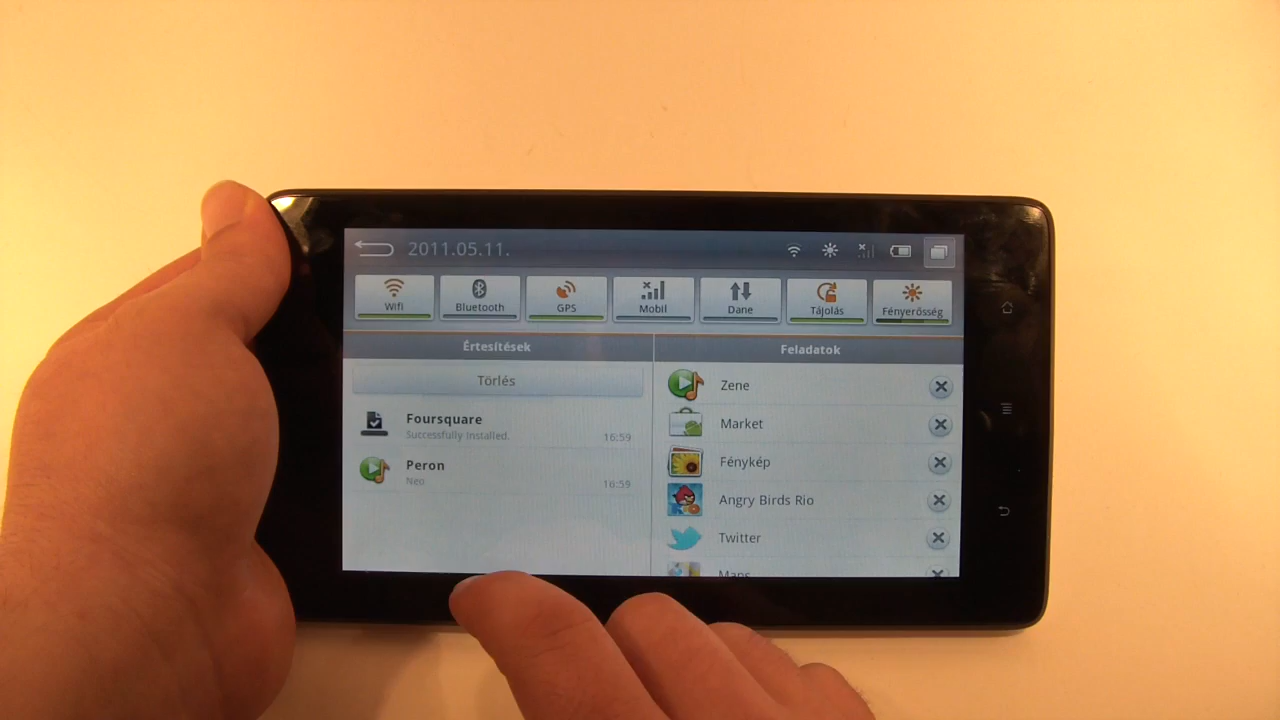 2011.05.11.
Wifi
Bluetooth
GPS
Mobil
Dane
Tájolás
Fényerősség
Értesítések
Törlés
Foursquare
Successfully installed.
16:59
Peron
Neo
16:59
Feladatok
Zene
Market
Fénykép
Angry Birds Rio
Twitter
Maps